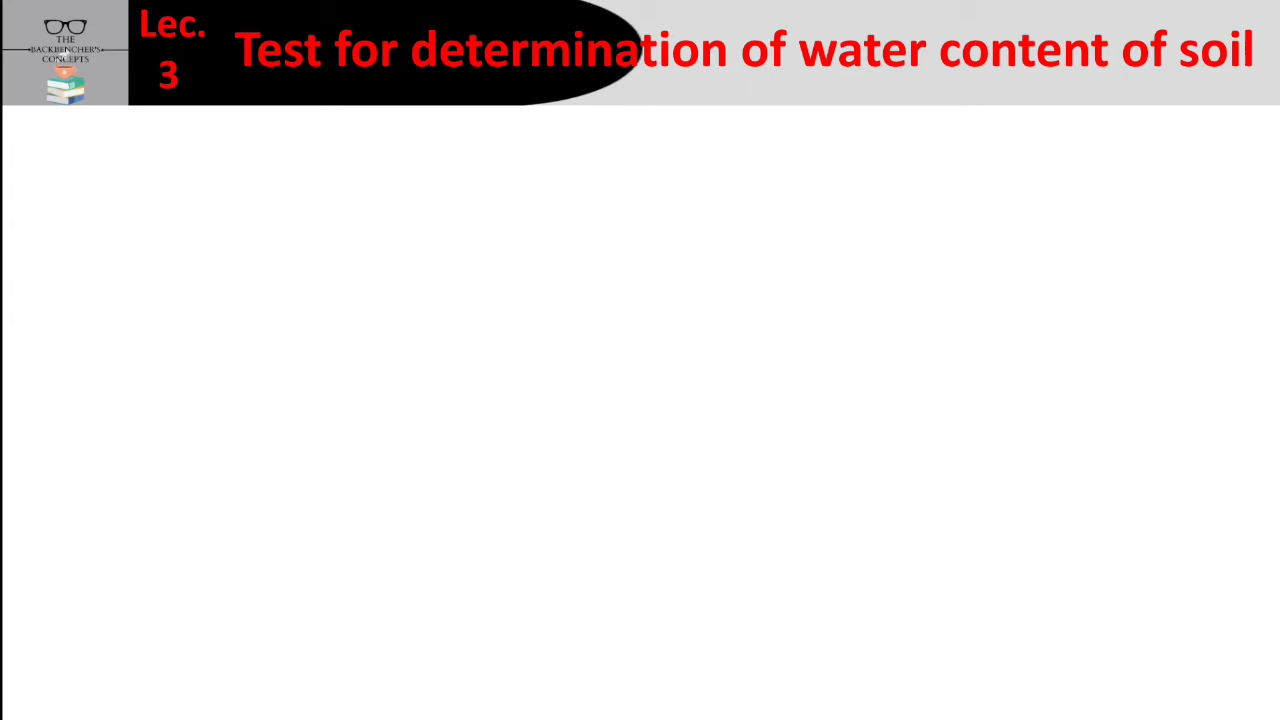 THE
BACKBENCHER'S
CONCEPTS
Lec.
3
Test for determination of water content of soil